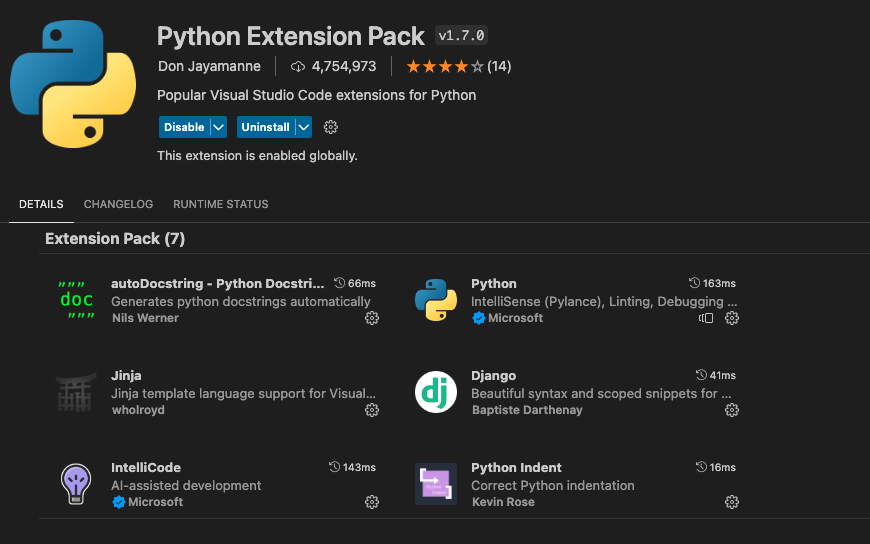 Python Extension Pack v1.7.0
Don Jayamanne 4,754,973 (14)
Popular Visual Studio Code extensions for Python
Disable Uninstall
This extension is enabled globally.
DETAILS CHANGELOG RUNTIME STATUS
Extension Pack (7)
""" 
doc
"""
autoDocstring - Python Docstri... 66ms
Generates python docstrings automatically
Nils Werner
Python 163ms
IntelliSense (Pylance), Linting, Debugging ...
Microsoft
Jinja
Jinja template language support for Visual...
wholroyd
dj
Django 41ms
Beautiful syntax and scoped snippets for ...
Baptiste Darthenay
IntelliCode 143ms
AI-assisted development
Microsoft
Python Indent 16ms
Correct Python indentation
Kevin Rose